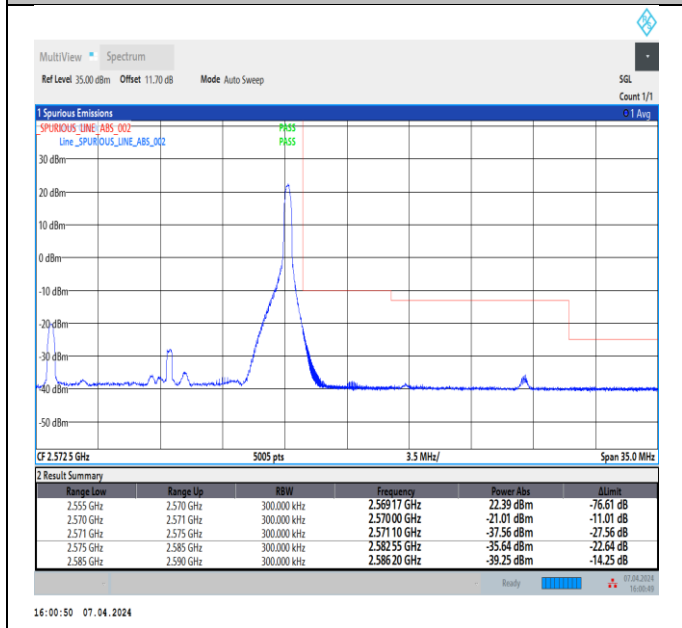 MultiView Spectrum
Ref Level 35.00 dBm Offset 11.70 dB Mode Auto Sweep SGL
Count 1/1
1 Spurious Emissions 1 Avg
_SPURIOUS_LINE_ABS_002 PASS
Line _SPURIOUS_LINE_ABS_002 PASS
30 dBm
20 dBm
10 dBm
0 dBm
-10 dBm
-20 dBm
-30 dBm
-40 dBm
-50 dBm
CF 2.572 5 GHz 5005 pts 3.5 MHz/ Span 35.0 MHz
2 Result Summary
Range Low Range Up RBW Frequency Power Abs ΔLimit
2.555 GHz 2.570 GHz 300.000 kHz 2.569 17 GHz 22.39 dBm -76.61 dB
2.570 GHz 2.571 GHz 300.000 kHz 2.570 00 GHz -21.01 dBm -11.01 dB
2.571 GHz 2.575 GHz 300.000 kHz 2.571 10 GHz -37.56 dBm -27.56 dB
2.575 GHz 2.585 GHz 300.000 kHz 2.582 55 GHz -35.64 dBm -22.64 dB
2.585 GHz 2.590 GHz 300.000 kHz 2.586 20 GHz -39.25 dBm -14.25 dB
Ready 07.04.2024
16:00:49
16:00:50 07.04.2024